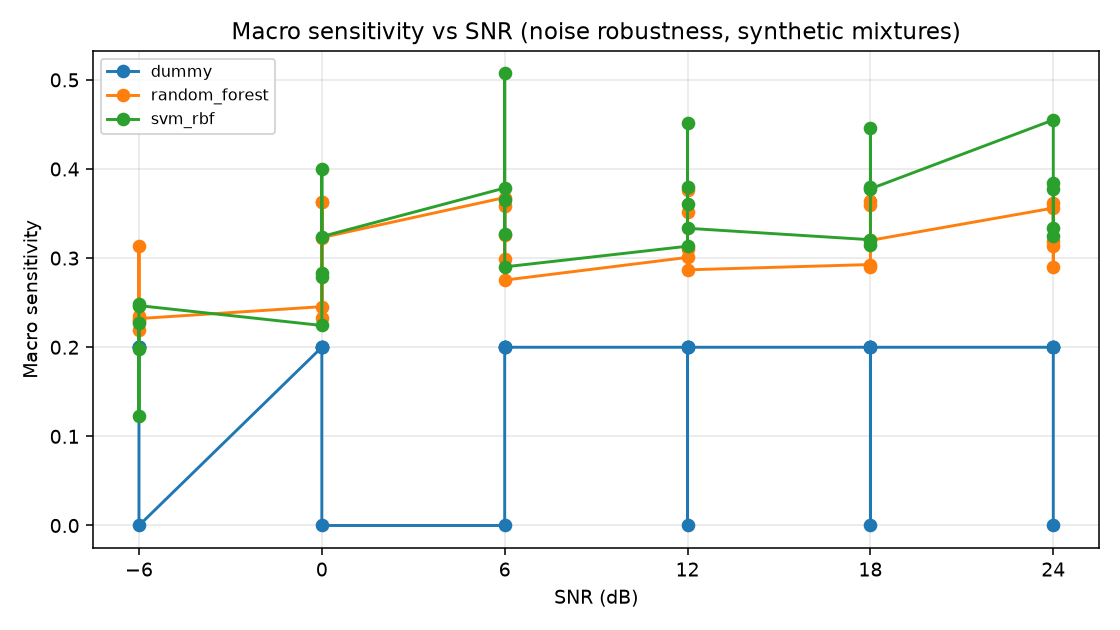 Macro sensitivity vs SNR (noise robustness, synthetic mixtures)
dummy
random_forest
svm_rbf
Macro sensitivity
0.5
0.4
0.3
0.2
0.1
0.0
−6
0
6
12
18
24
SNR (dB)